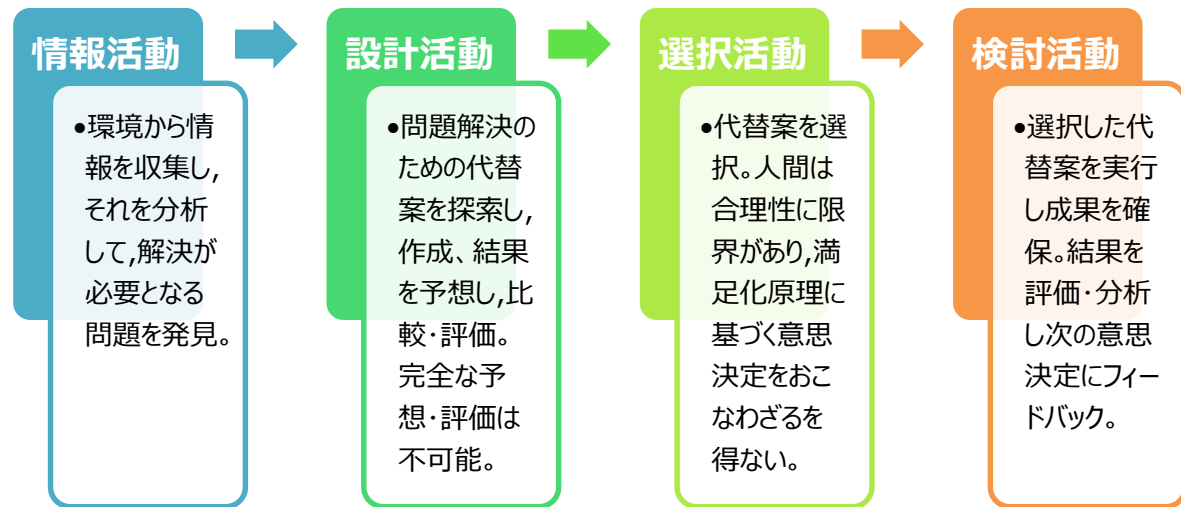 情報活動
•環境から情
報を収集し,
それを分析
して,解決が
必要となる
問題を発見。
設計活動
•問題解決の
ための代替
案を探索し,
作成、結果
を予想し,比
較・評価。
完全な予
想・評価は
不可能。
選択活動
•代替案を選
択。人間は
合理性に限
界があり,満
足化原理に
基づく意思
決定をおこ
なわざるを
得ない。
検討活動
•選択した代
替案を実行
し成果を確
保。結果を
評価・分析
し次の意思
決定にフィー
ドバック。